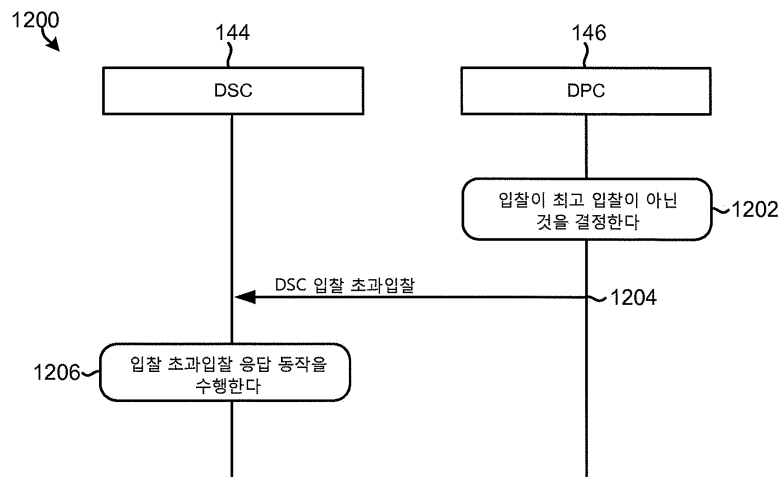 1200
144
146
DSC
DPC
입찰이 최고 입찰이 아닌
것을 결정한다
1202
DSC 입찰 초과입찰
1204
입찰 초과입찰 응답 동작을
수행한다
1206